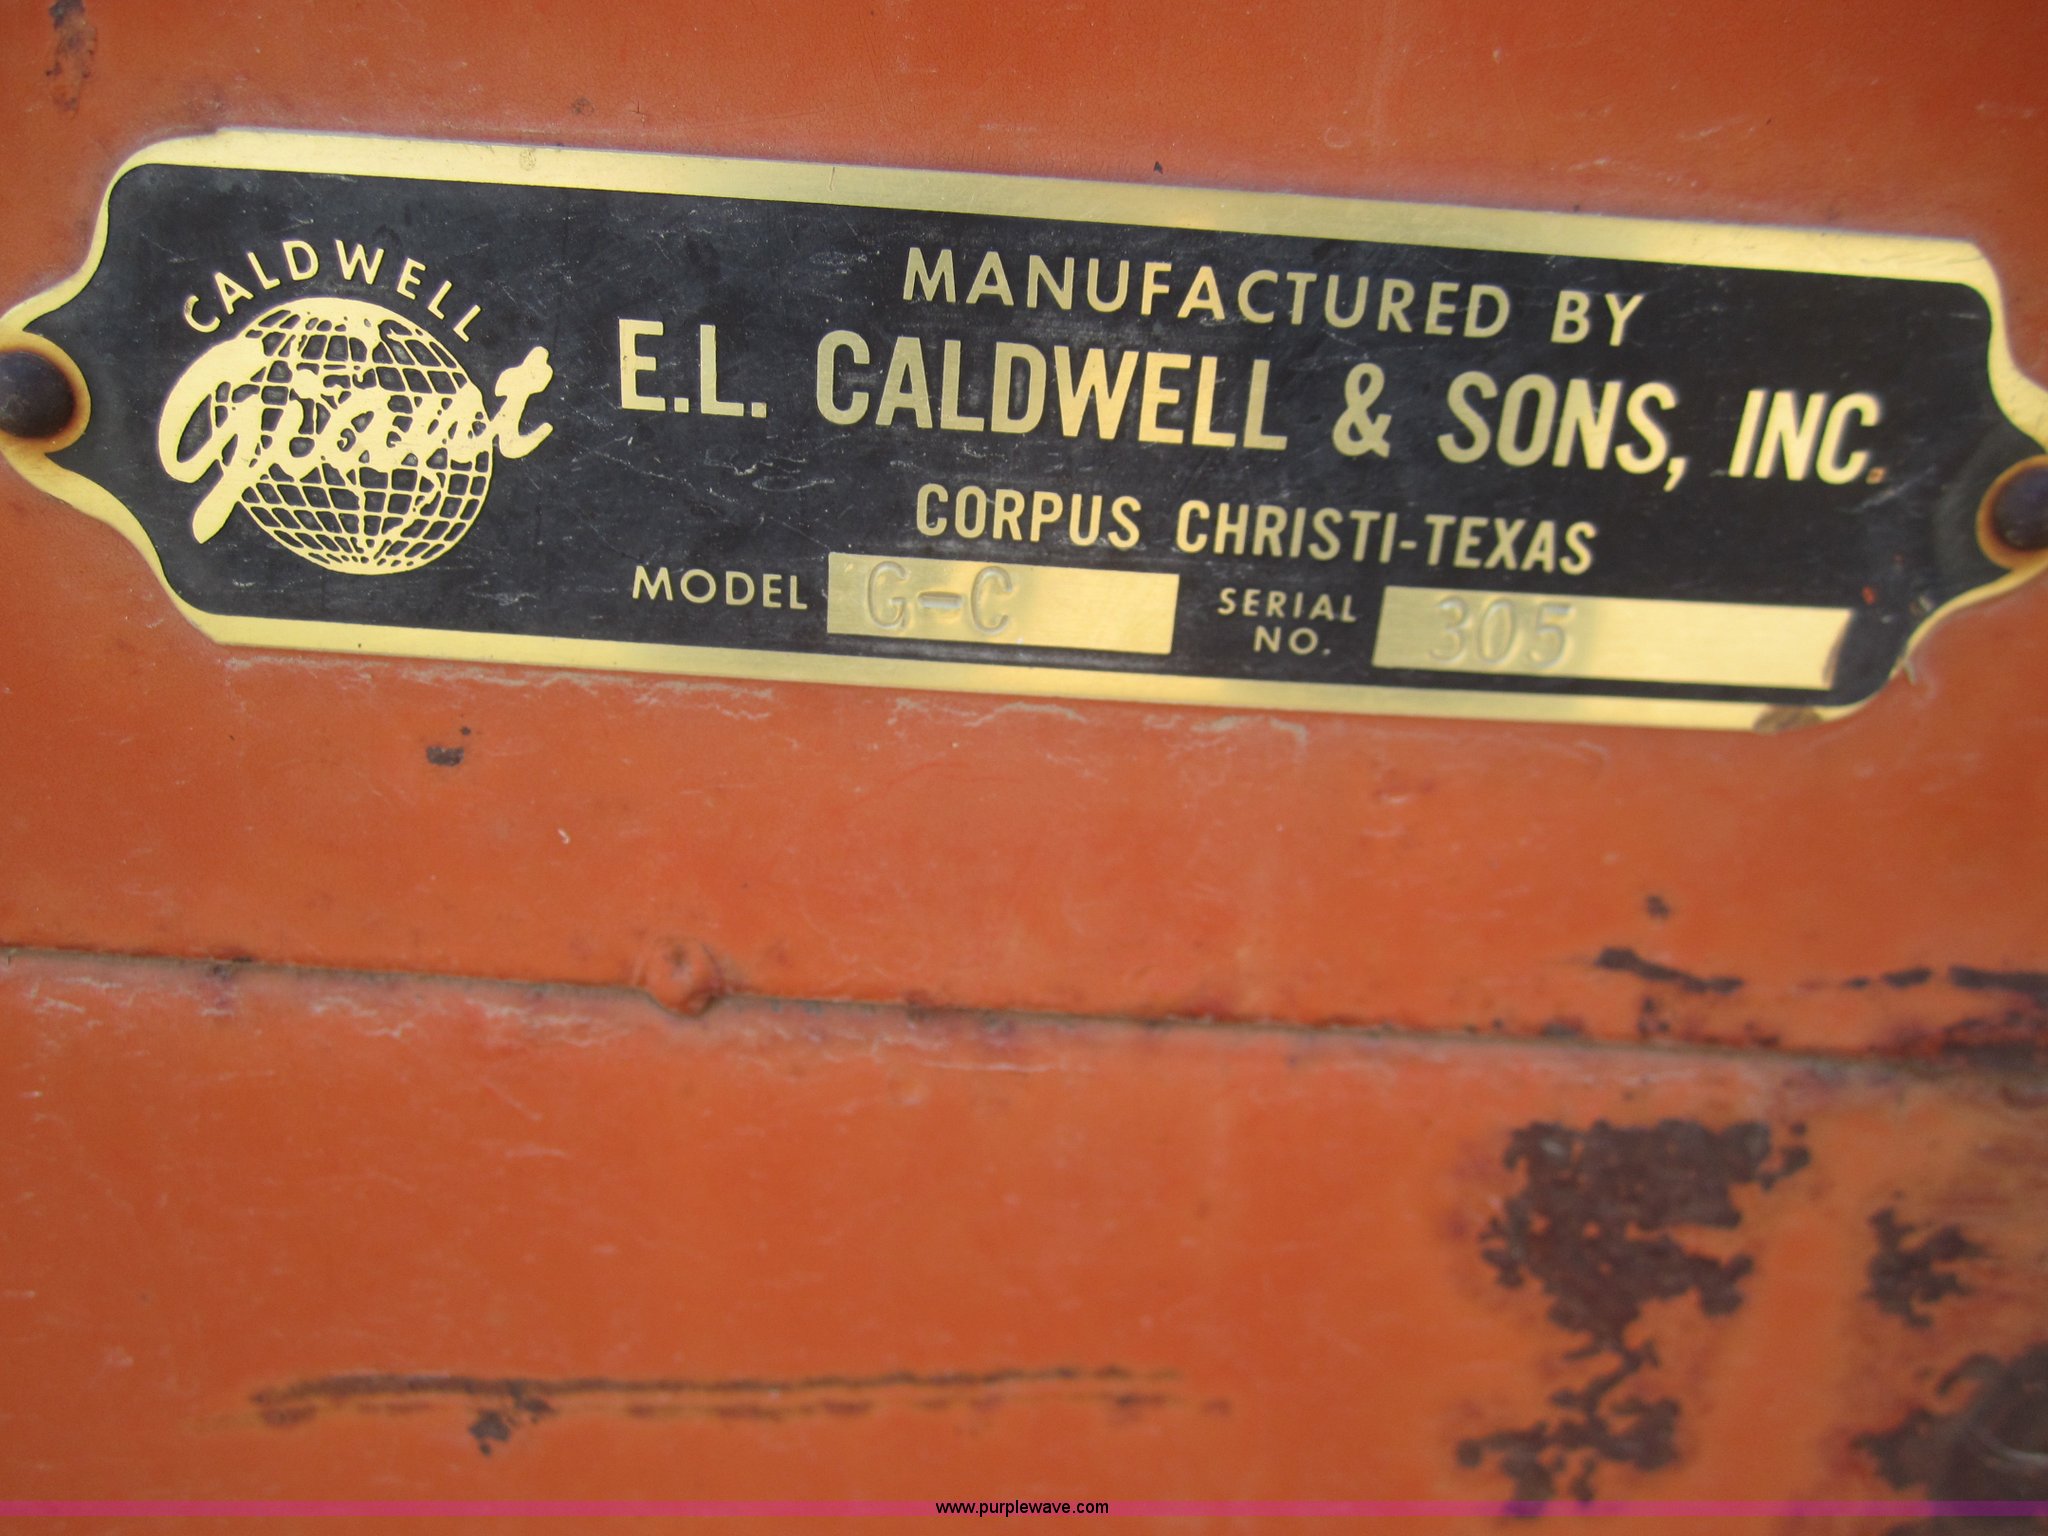 CALDWELL
giant
MANUFACTURED BY
E.L. CALDWELL & SONS, INC.
CORPUS CHRISTI-TEXAS
MODEL G-C SERIAL NO. 305
www.purplewave.com